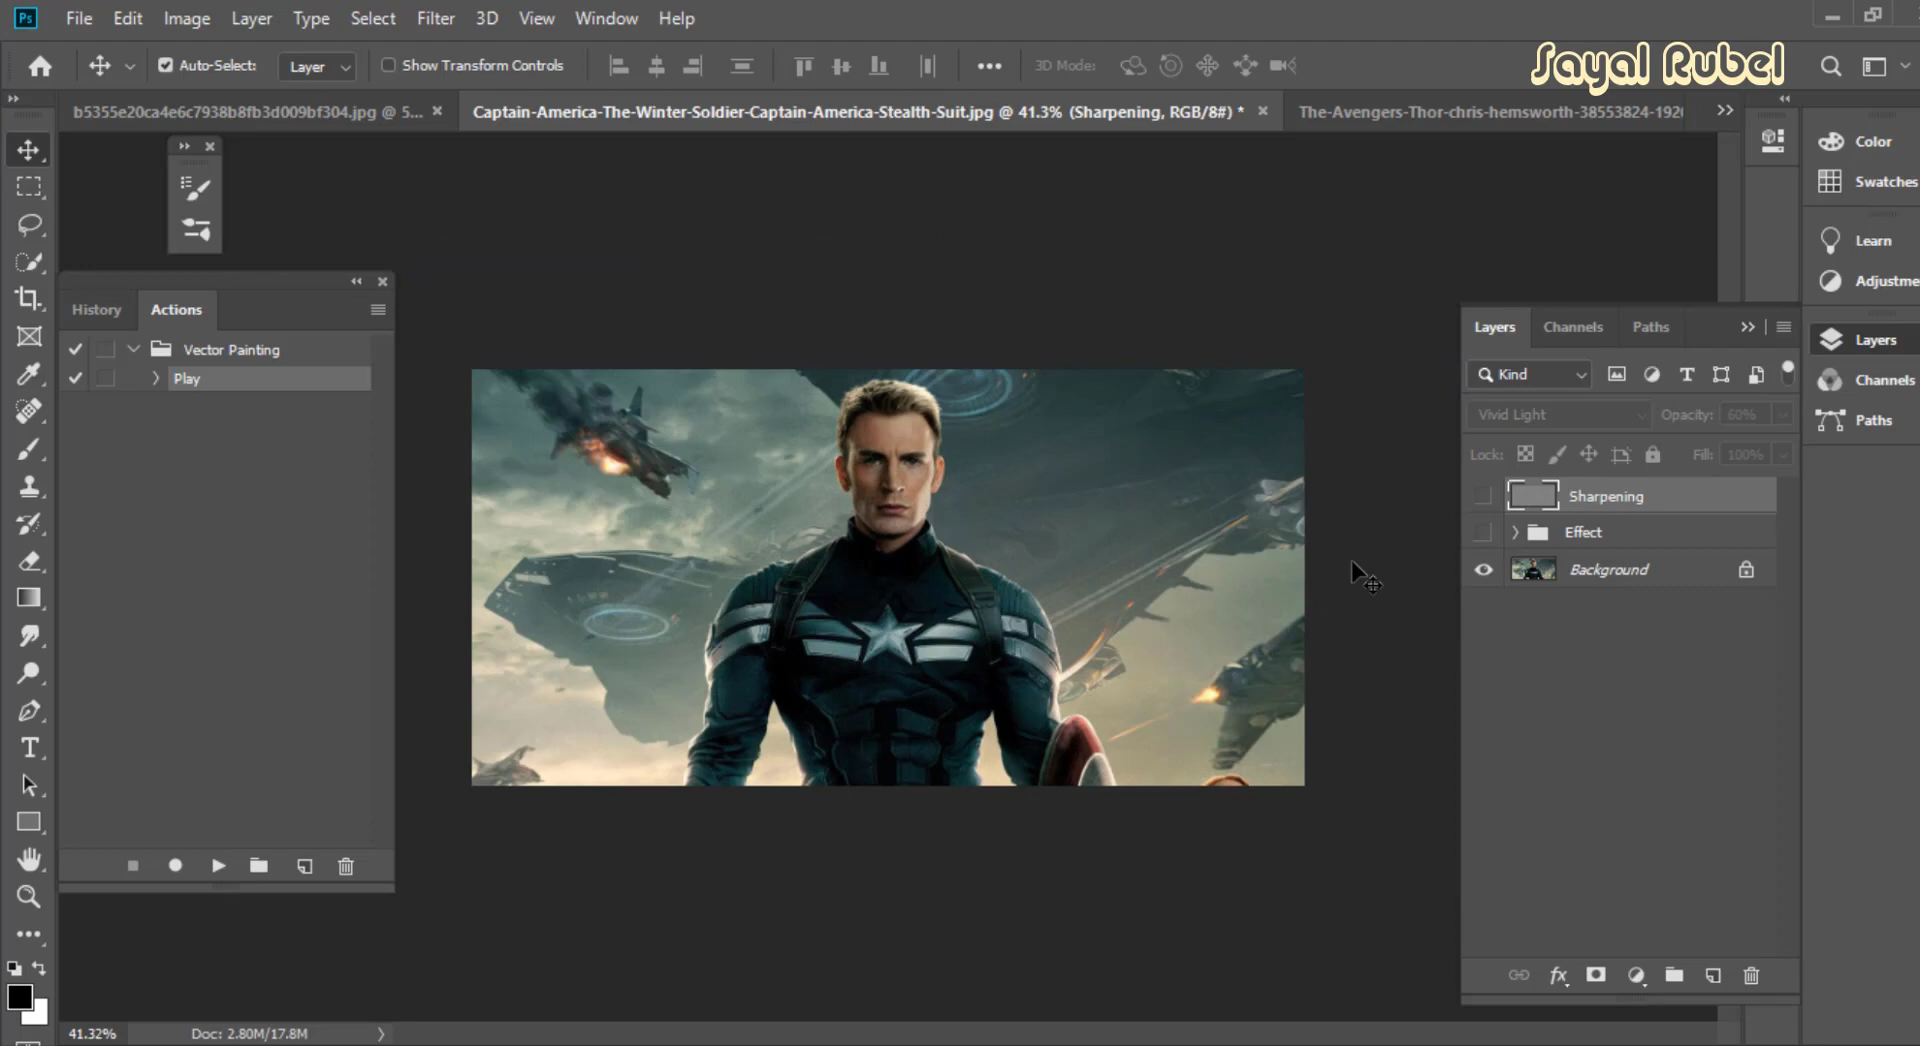 Ps File Edit Image Layer Type Select Filter 3D View Window Help
Auto-Select: Layer Show Transform Controls 3D Mode:
Sayal Rubel
b5355e20ca4e6c7938b8fb3d009bf304.jpg @ 5... Captain-America-The-Winter-Soldier-Captain-America-Stealth-Suit.jpg @ 41.3% (Sharpening, RGB/8#) * The-Avengers-Thor-chris-hemsworth-38553824-192
Color
Swatches
Learn
Adjustme
Layers
Channels
Paths
History Actions
Vector Painting
Play
Layers Channels Paths
Kind
Vivid Light Opacity: 60%
Lock: Fill: 100%
Sharpening
Effect
Background
fx
41.32% Doc: 2.80M/17.8M